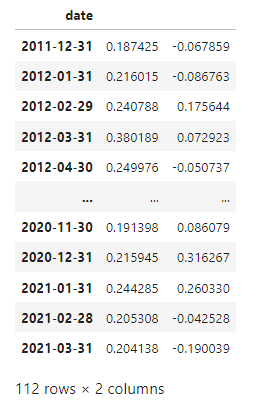 date
2011-12-31 0.187425 -0.067859
2012-01-31 0.216015 -0.086763
2012-02-29 0.240788 0.175644
2012-03-31 0.380189 0.072923
2012-04-30 0.249976 -0.050737
... ... ...
2020-11-30 0.191398 0.086079
2020-12-31 0.215945 0.316267
2021-01-31 0.244285 0.260330
2021-02-28 0.205308 -0.042528
2021-03-31 0.204138 -0.190039
112 rows × 2 columns